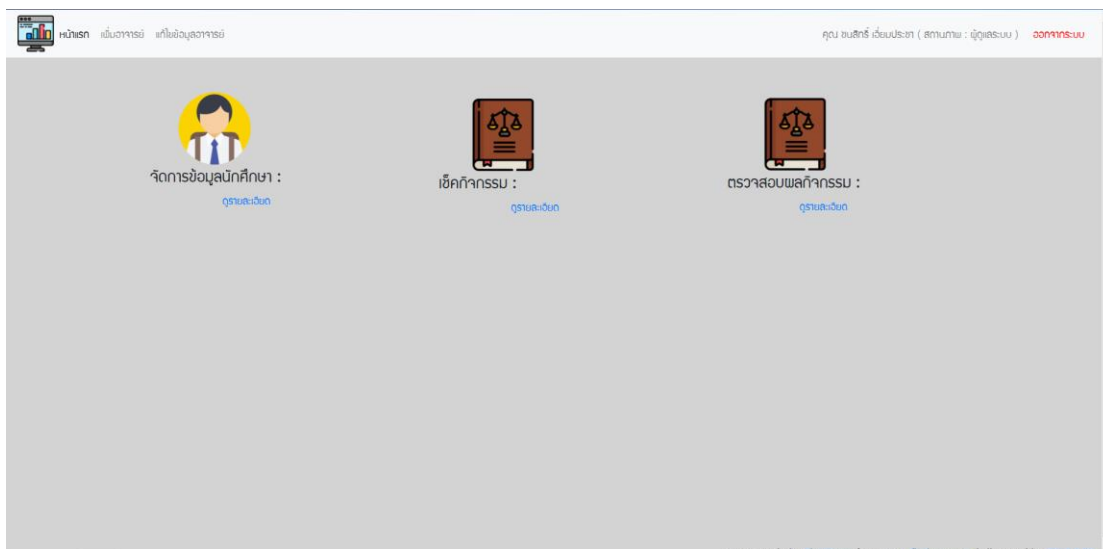 หน้าแรก เพิ่มอาจารย์ แก้ไขข้อมูลอาจารย์ คุณ ชนสิทธิ์ เอี่ยมประชา ( สถานภาพ : ผู้ดูแลระบบ ) ออกจากระบบ
จัดการข้อมูลนักศึกษา : เช็คกิจกรรม : ตรวจสอบผลกิจกรรม :
ดูรายละเอียด ดูรายละเอียด ดูรายละเอียด